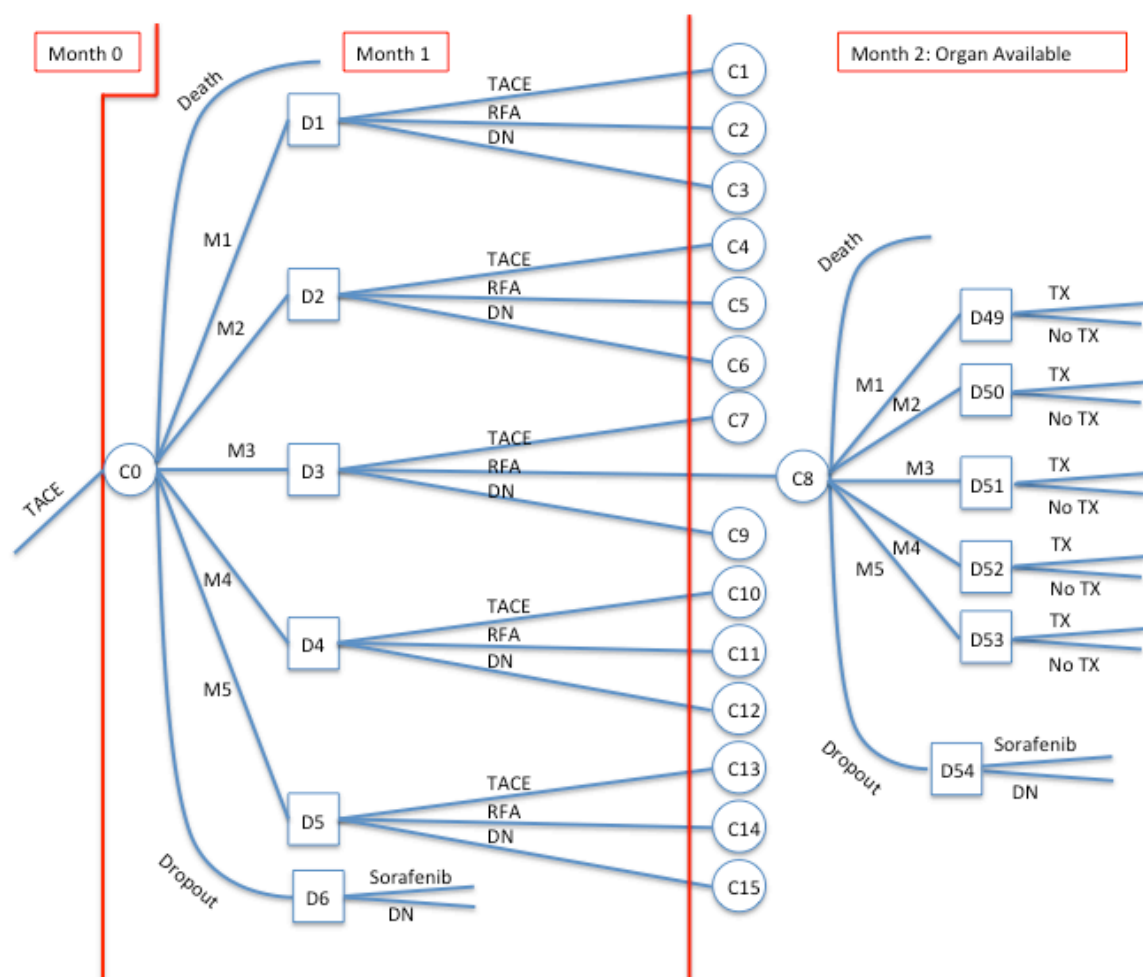 Month 0
Month 1
Month 2: Organ Available
Death
D1
TACE
RFA
DN
C1
C2
C3
M1
D2
TACE
RFA
DN
C4
C5
C6
M2
TACE
C0
M3
D3
TACE
RFA
DN
C7
C8
C9
M4
D4
TACE
RFA
DN
C10
C11
C12
M5
D5
TACE
RFA
DN
C13
C14
C15
Dropout
D6
Sorafenib
DN
Death
M1
D49
TX
No TX
M2
D50
TX
No TX
M3
D51
TX
No TX
M4
D52
TX
No TX
M5
D53
TX
No TX
Dropout
D54
Sorafenib
DN